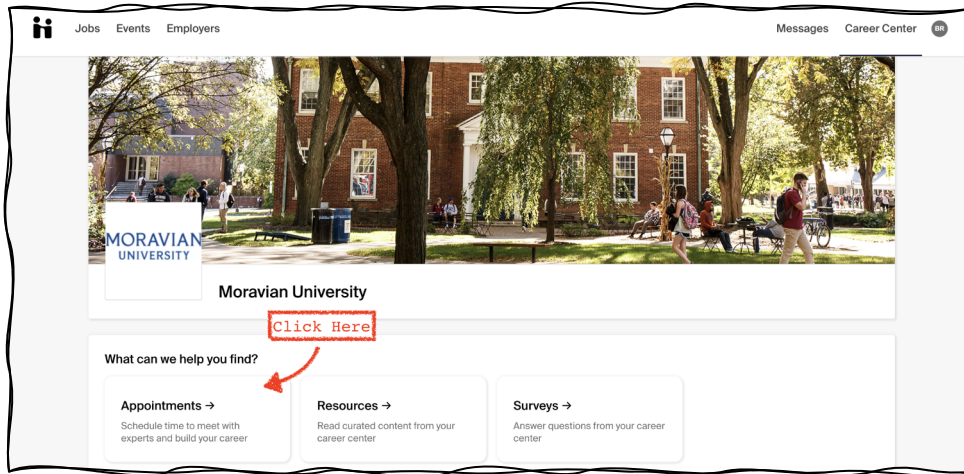 Jobs Events Employers Messages Career Center BR
MORAVIAN
UNIVERSITY
Moravian University
Click Here
What can we help you find?
Appointments → Resources → Surveys →
Schedule time to meet with Read curated content from your Answer questions from your career
experts and build your career career center center